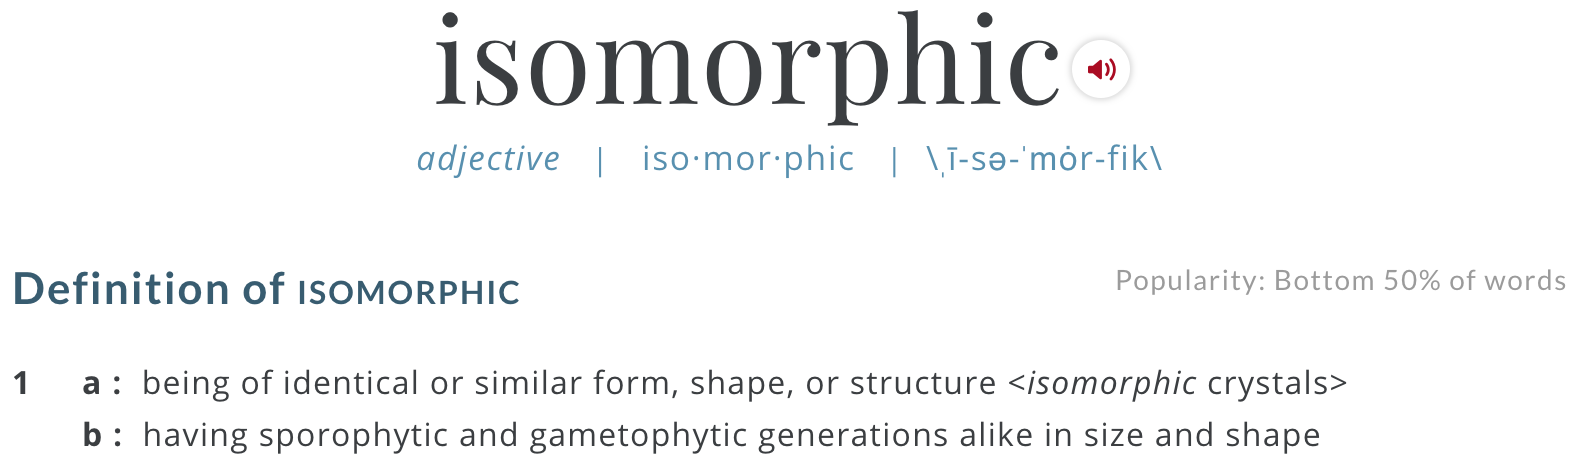 isomorphic
adjective | iso·mor·phic | \ˌī-sə-ˈmȯr-fik\
Definition of ISOMORPHIC
Popularity: Bottom 50% of words
1 a : being of identical or similar form, shape, or structure <isomorphic crystals>
b : having sporophytic and gametophytic generations alike in size and shape